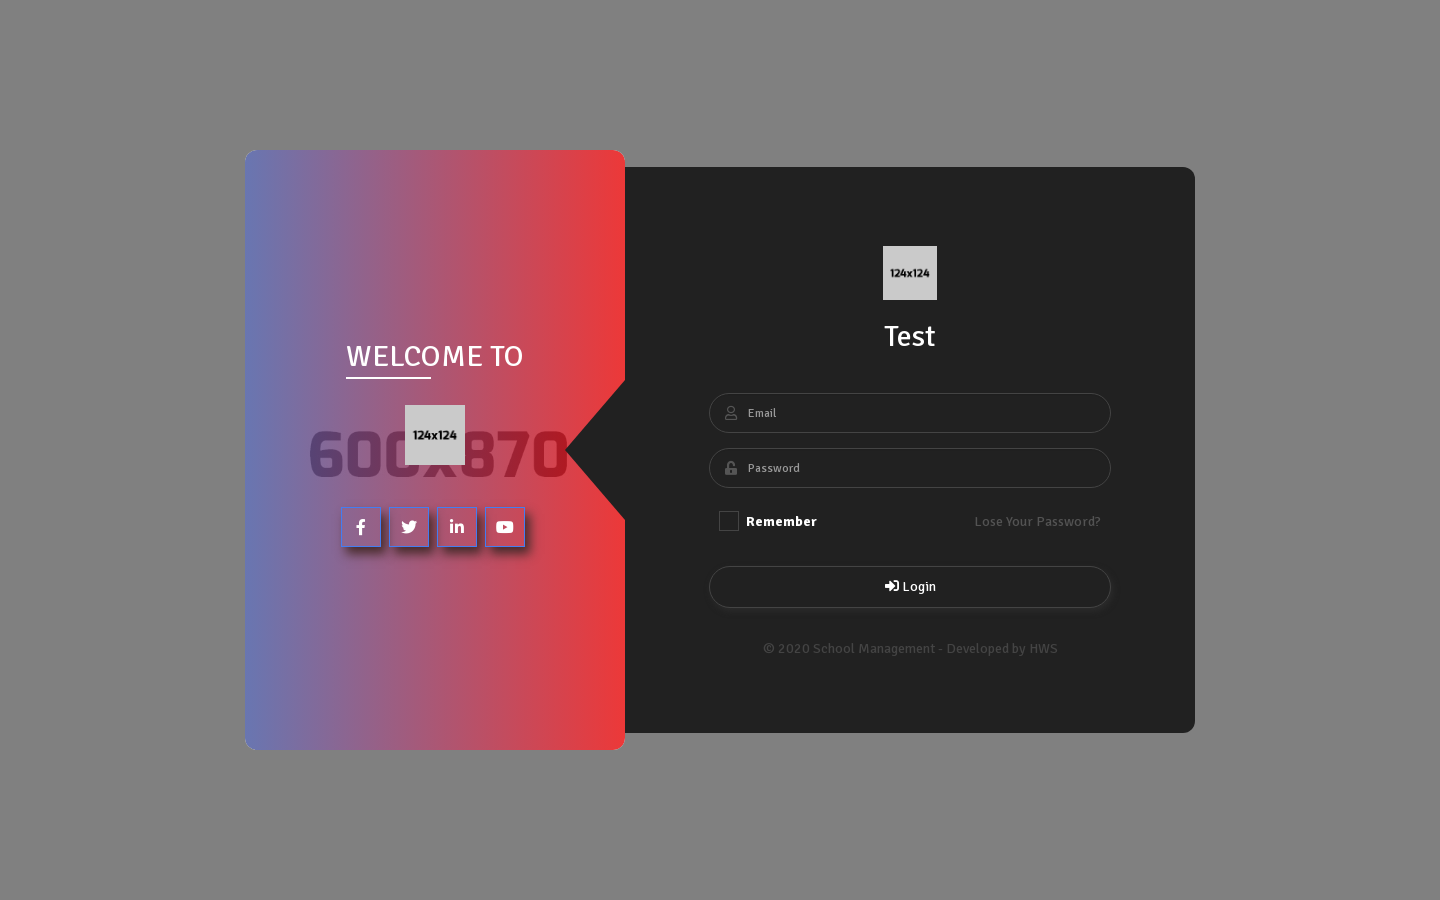 WELCOME TO
124x124
600x870
124x124
Test
Email
Password
Remember
Lose Your Password?
Login
© 2020 School Management - Developed by HWS